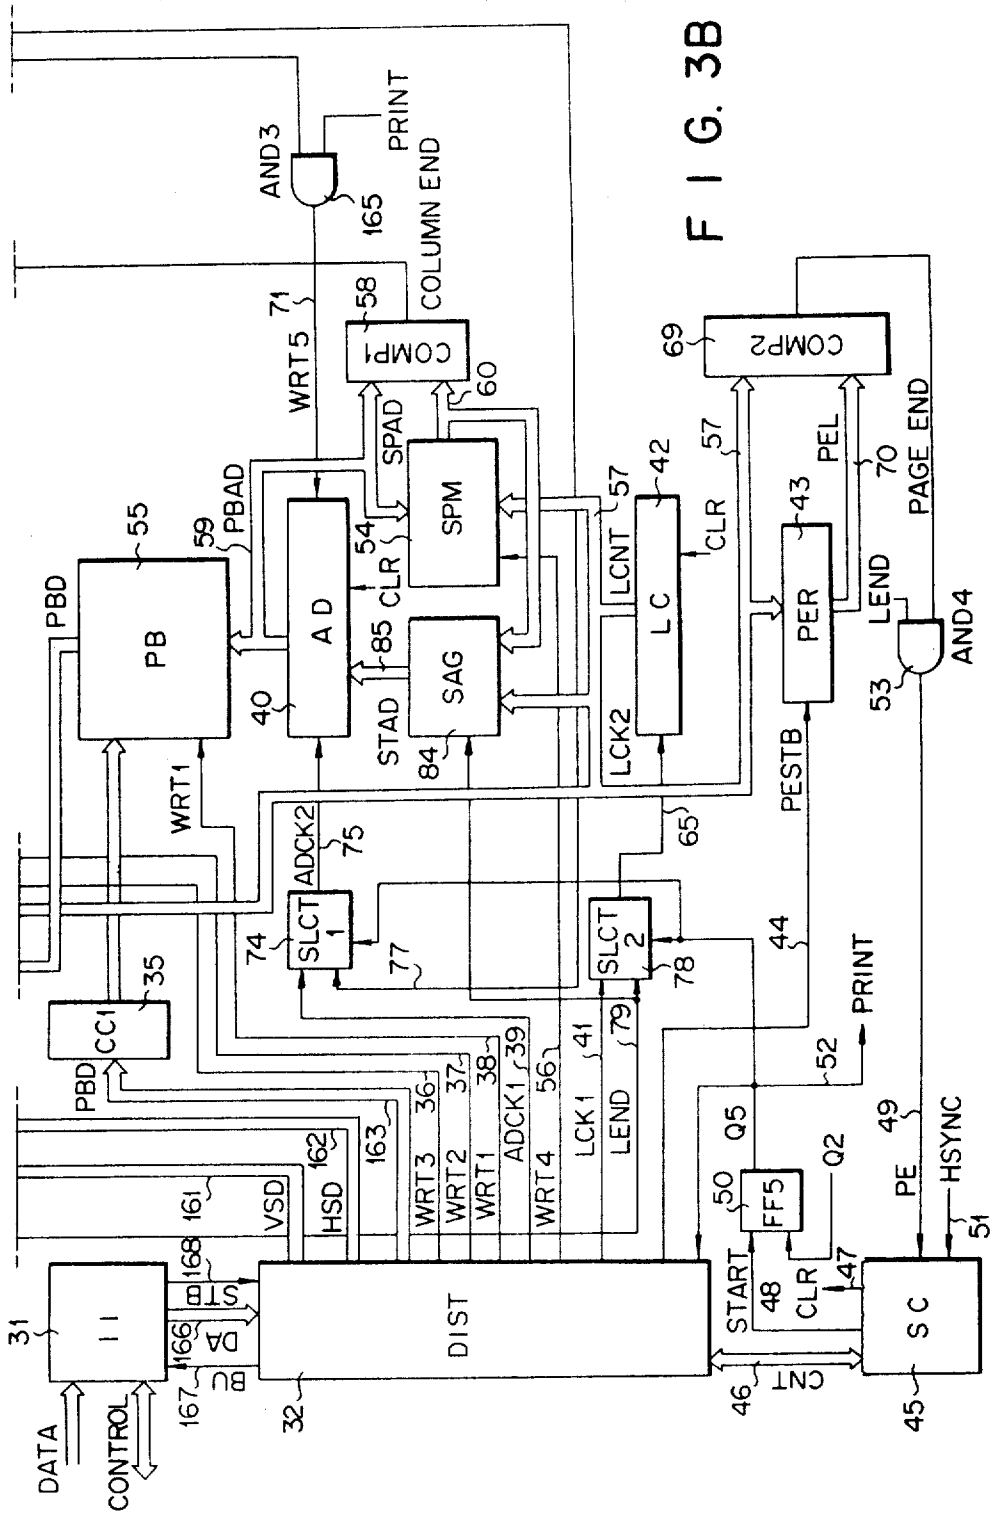 DATA
CONTROL
31
II
BU
167
DA
166
STB
168
32
DIST
161
VSD
HSD
162
163
PBD
CC1
35
WRT3
36
WRT2
37
WRT1
38
ADCK1
39
WRT4
56
LCK1
41
LEND
79
PBD
PB
55
WRT1
59
PBAD
40
AD
CLR
74
SLCT
1
ADCK2
75
77
STAD
85
84
SAG
54
SPM
SPAD
60
COMP1
58
COLUMN END
WRT5
71
AND3
165
PRINT
SLCT
2
78
65
LCK2
LC
42
LCNT
57
CLR
57
69
COMP2
PER
43
PEL
70
PESTB
44
PAGE END
LEND
53
AND4
PRINT
52
Q5
50
FF5
Q2
START
48
CLR
47
49
PE
HSYNC
51
SC
45
46
CNT
FIG. 3B